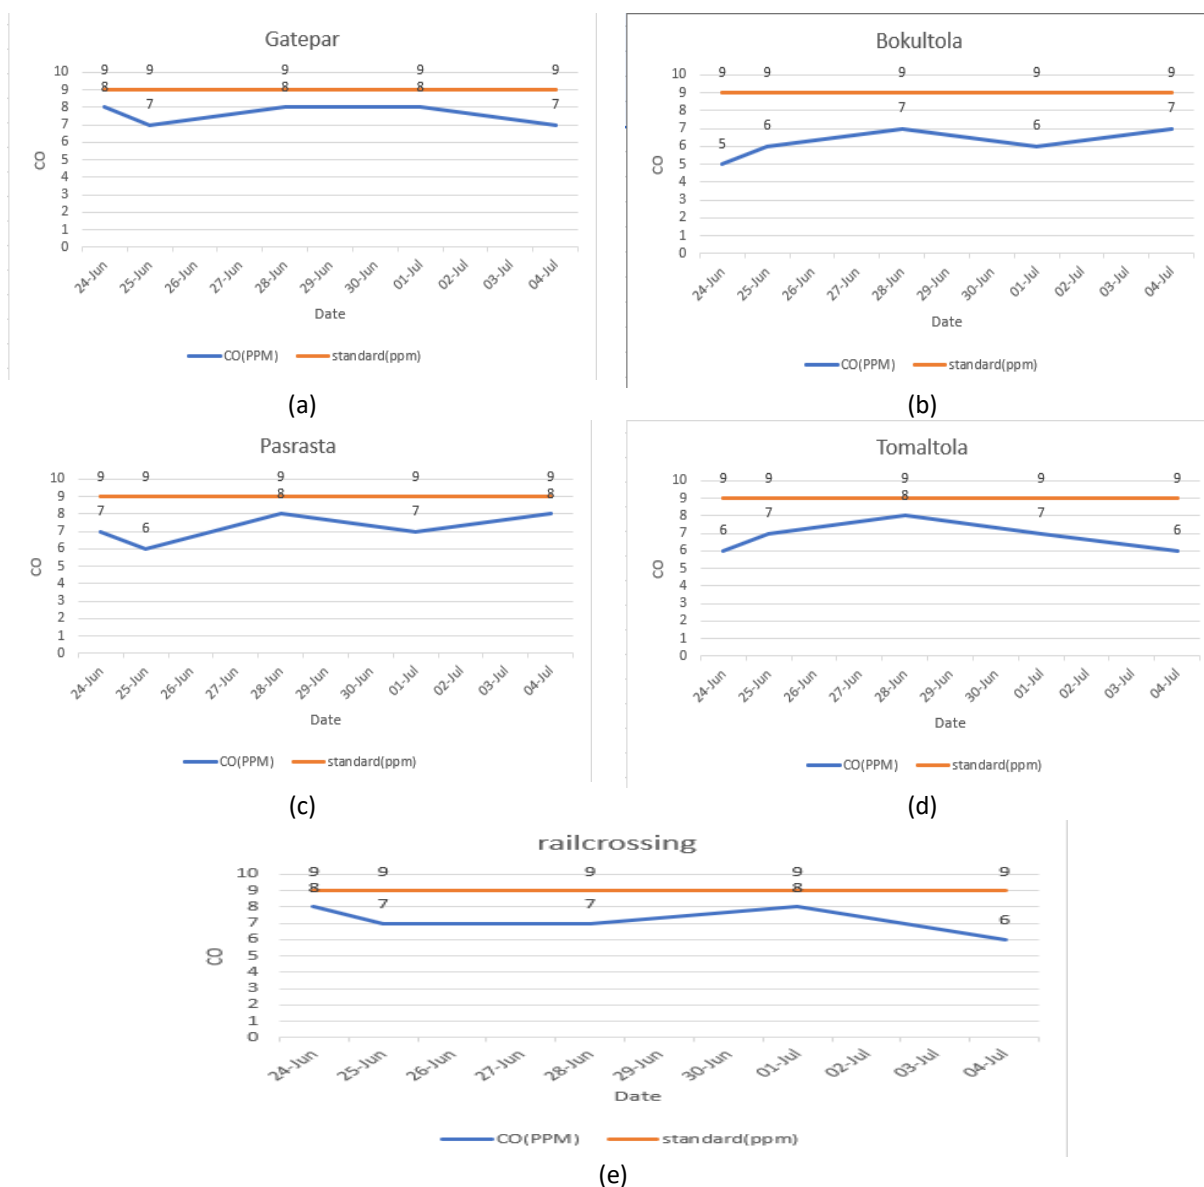 Gatepar
9 9 9 9 9
10
9
8
7
6
5
4
3
2
1
0
8 7 8 8 7
CO
24-Jun 25-Jun 26-Jun 27-Jun 28-Jun 29-Jun 30-Jun 01-Jul 02-Jul 03-Jul 04-Jul
Date
CO(PPM) standard(ppm)
(a)
Bokultola
9 9 9 9 9
10
9
8
7
6
5
4
3
2
1
0
5 6 7 6 7
CO
24-Jun 25-Jun 26-Jun 27-Jun 28-Jun 29-Jun 30-Jun 01-Jul 02-Jul 03-Jul 04-Jul
Date
CO(PPM) standard(ppm)
(b)
Pasrasta
9 9 9 9 9
10
9
8
7
6
5
4
3
2
1
0
7 6 8 7 8
CO
24-Jun 25-Jun 26-Jun 27-Jun 28-Jun 29-Jun 30-Jun 01-Jul 02-Jul 03-Jul 04-Jul
Date
CO(PPM) standard(ppm)
(c)
Tomaltola
9 9 9 9 9
10
9
8
7
6
5
4
3
2
1
0
6 7 8 7 6
CO
24-Jun 25-Jun 26-Jun 27-Jun 28-Jun 29-Jun 30-Jun 01-Jul 02-Jul 03-Jul 04-Jul
Date
CO(PPM) standard(ppm)
(d)
railcrossing
9 9 9 9 9
10
9
8
7
6
5
4
3
2
1
0
8 7 7 8 6
CO
24-Jun 25-Jun 26-Jun 27-Jun 28-Jun 29-Jun 30-Jun 01-Jul 02-Jul 03-Jul 04-Jul
Date
CO(PPM) standard(ppm)
(e)